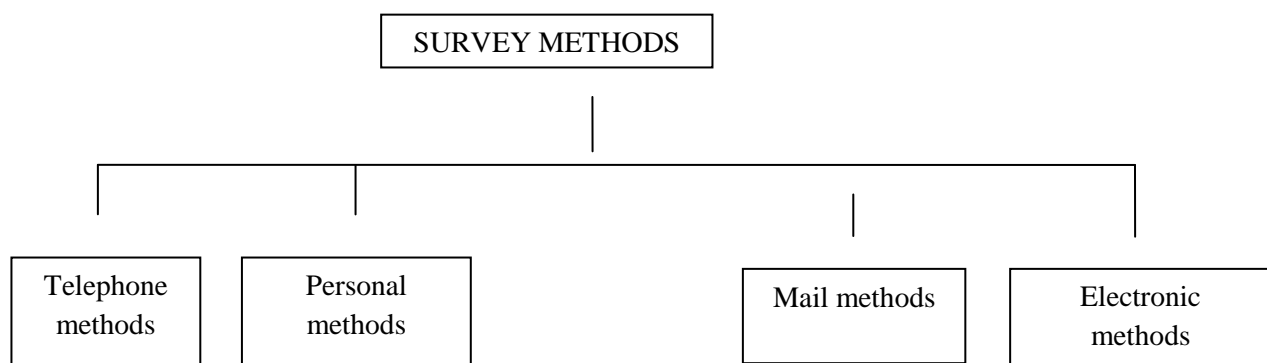 SURVEY METHODS
Telephone
methods
Personal
methods
Mail methods
Electronic
methods